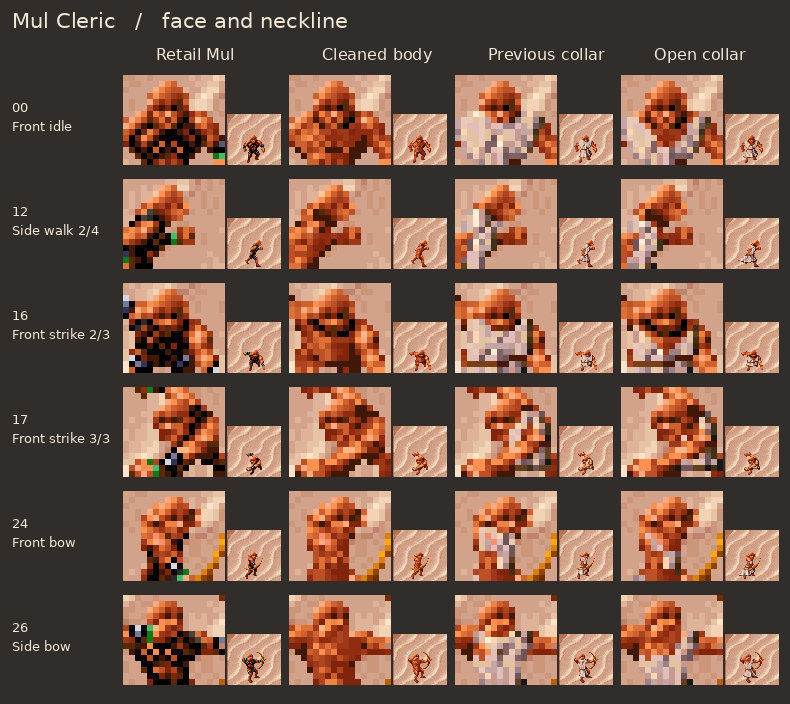 Mul Cleric / face and neckline
Retail Mul Cleaned body Previous collar Open collar
00
Front idle
12
Side walk 2/4
16
Front strike 2/3
17
Front strike 3/3
24
Front bow
26
Side bow